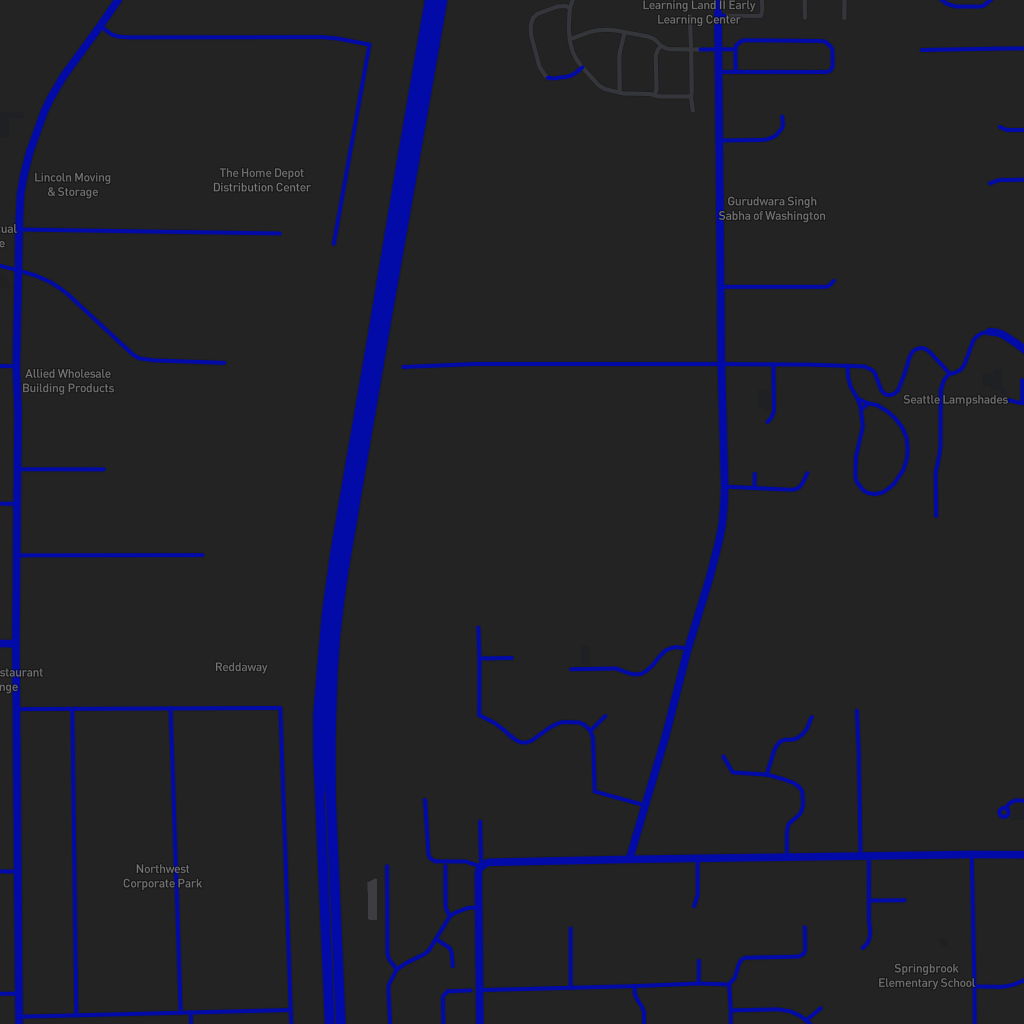 Learning Land II Early
Learning Center
Lincoln Moving
& Storage
The Home Depot
Distribution Center
Gurudwara Singh
Sabha of Washington
Allied Wholesale
Building Products
Seattle Lampshades
Reddaway
Northwest
Corporate Park
Springbrook
Elementary School